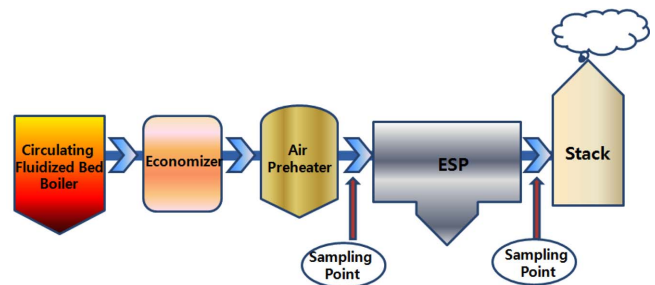 Circulating
Fluidized Bed
Boiler
Economizer
Air
Preheater
ESP
Stack
Sampling
Point
Sampling
Point